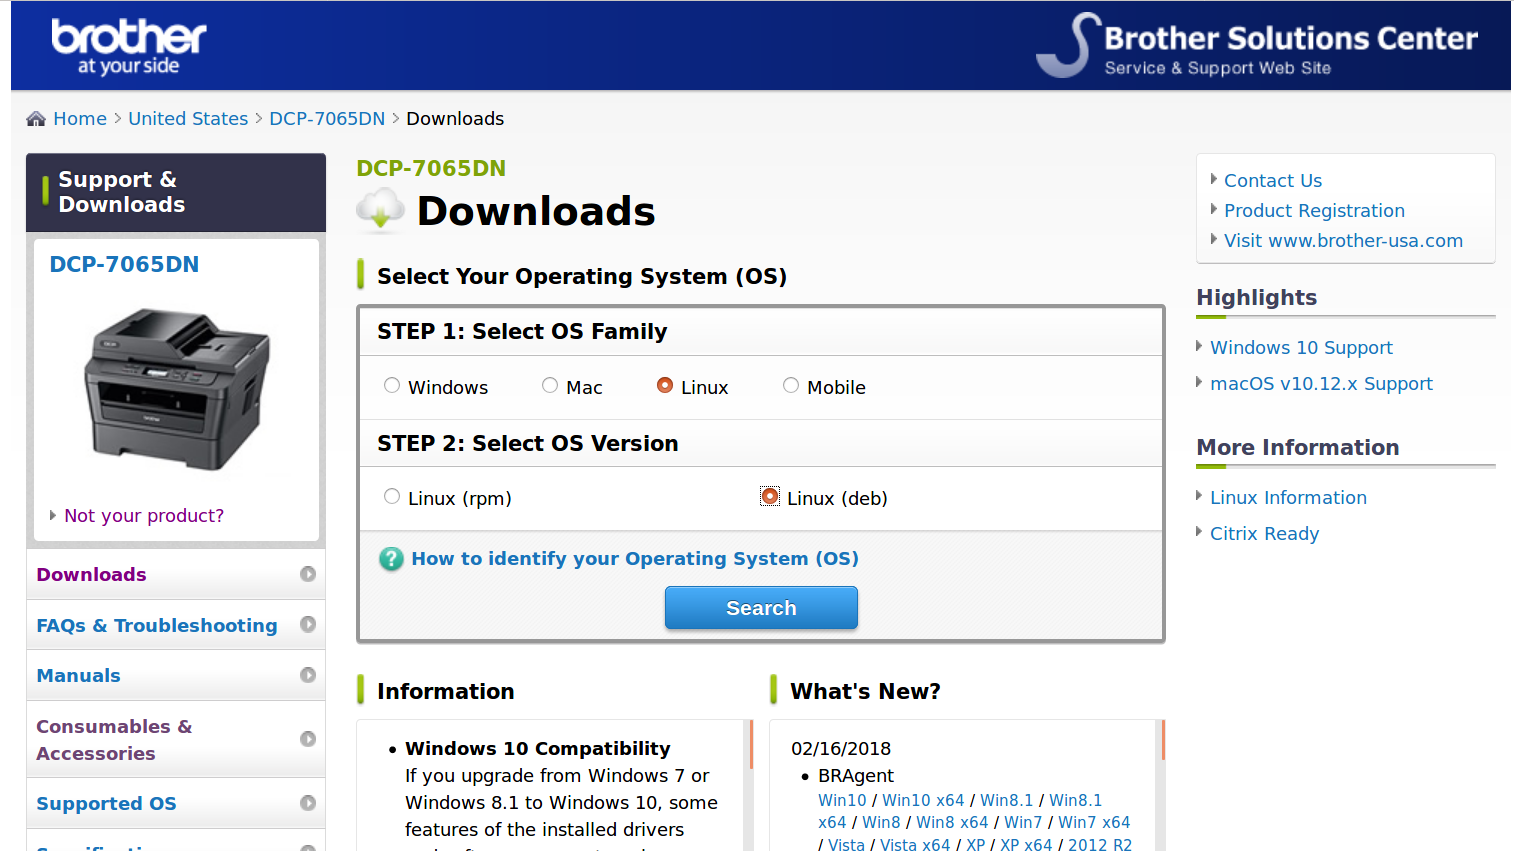 brother
at your side
Brother Solutions Center
Service & Support Web Site
Home > United States > DCP-7065DN > Downloads
Support &
Downloads
DCP-7065DN
Not your product?
Downloads
FAQs & Troubleshooting
Manuals
Consumables &
Accessories
Supported OS
DCP-7065DN
Downloads
Select Your Operating System (OS)
STEP 1: Select OS Family
Windows Mac Linux Mobile
STEP 2: Select OS Version
Linux (rpm) Linux (deb)
? How to identify your Operating System (OS)
Search
Information
• Windows 10 Compatibility
If you upgrade from Windows 7 or
Windows 8.1 to Windows 10, some
features of the installed drivers
What's New?
02/16/2018
• BRAgent
Win10 / Win10 x64 / Win8.1 / Win8.1
x64 / Win8 / Win8 x64 / Win7 / Win7 x64
/ Vista / Vista x64 / XP / XP x64 / 2012 R2
Contact Us
Product Registration
Visit www.brother-usa.com
Highlights
Windows 10 Support
macOS v10.12.x Support
More Information
Linux Information
Citrix Ready